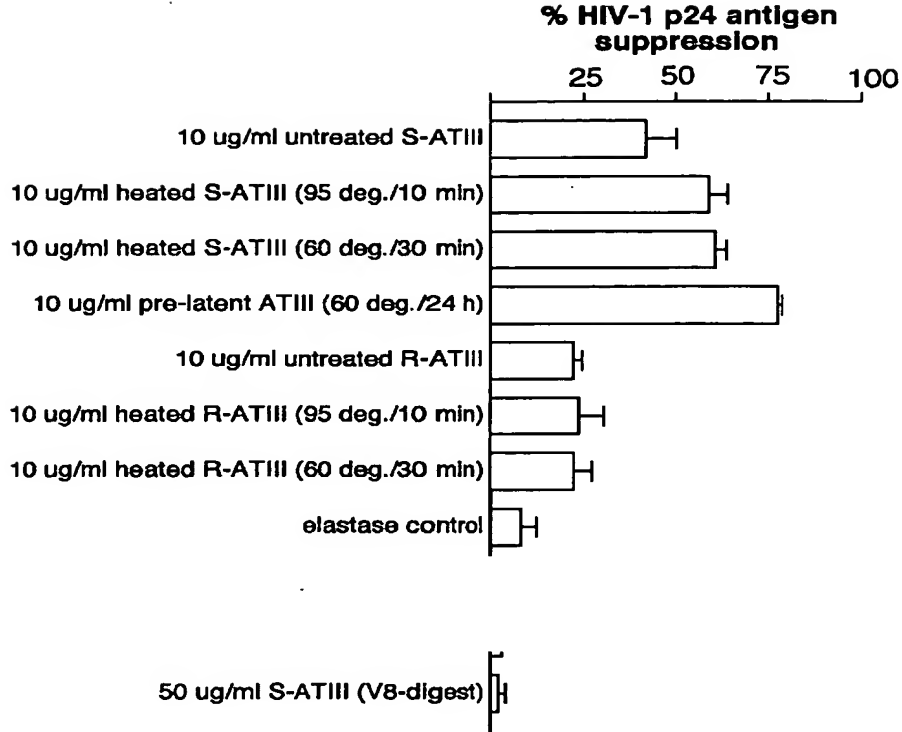 % HIV-1 p24 antigen
suppression
25 50 75 100
10 ug/ml untreated S-ATIII
10 ug/ml heated S-ATIII (95 deg./10 min)
10 ug/ml heated S-ATIII (60 deg./30 min)
10 ug/ml pre-latent ATIII (60 deg./24 h)
10 ug/ml untreated R-ATIII
10 ug/ml heated R-ATIII (95 deg./10 min)
10 ug/ml heated R-ATIII (60 deg./30 min)
elastase control
50 ug/ml S-ATIII (V8-digest)